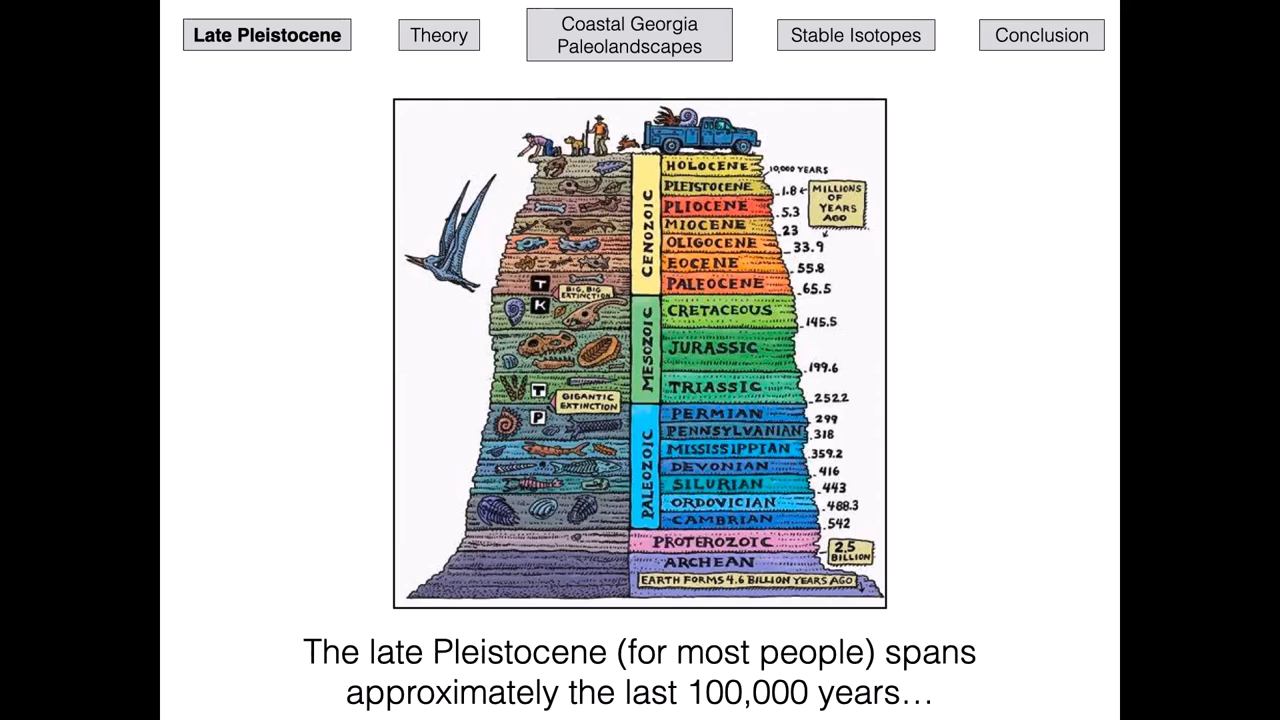 Late Pleistocene
Theory
Coastal Georgia
Paleolandscapes
Stable Isotopes
Conclusion
CENOZOIC
HOLOCENE
10,000 YEARS
PLEISTOCENE
1.8
MILLIONS
OF
YEARS
AGO
PLIOCENE
5.3
MIOCENE
23
OLIGOCENE
33.9
EOCENE
55.8
T
PALEOCENE
65.5
BIG, BIG
EXTINCTION
K
MESOZOIC
CRETACEOUS
145.5
JURASSIC
199.6
T
TRIASSIC
252.2
GIGANTIC
EXTINCTION
P
PALEOZOIC
PERMIAN
299
PENNSYLVANIAN
318
MISSISSIPPIAN
359.2
DEVONIAN
416
SILURIAN
443
ORDOVICIAN
488.3
CAMBRIAN
542
PROTEROZOIC
2.5
BILLION
ARCHEAN
EARTH FORMS 4.6 BILLION YEARS AGO
The late Pleistocene (for most people) spans
approximately the last 100,000 years…